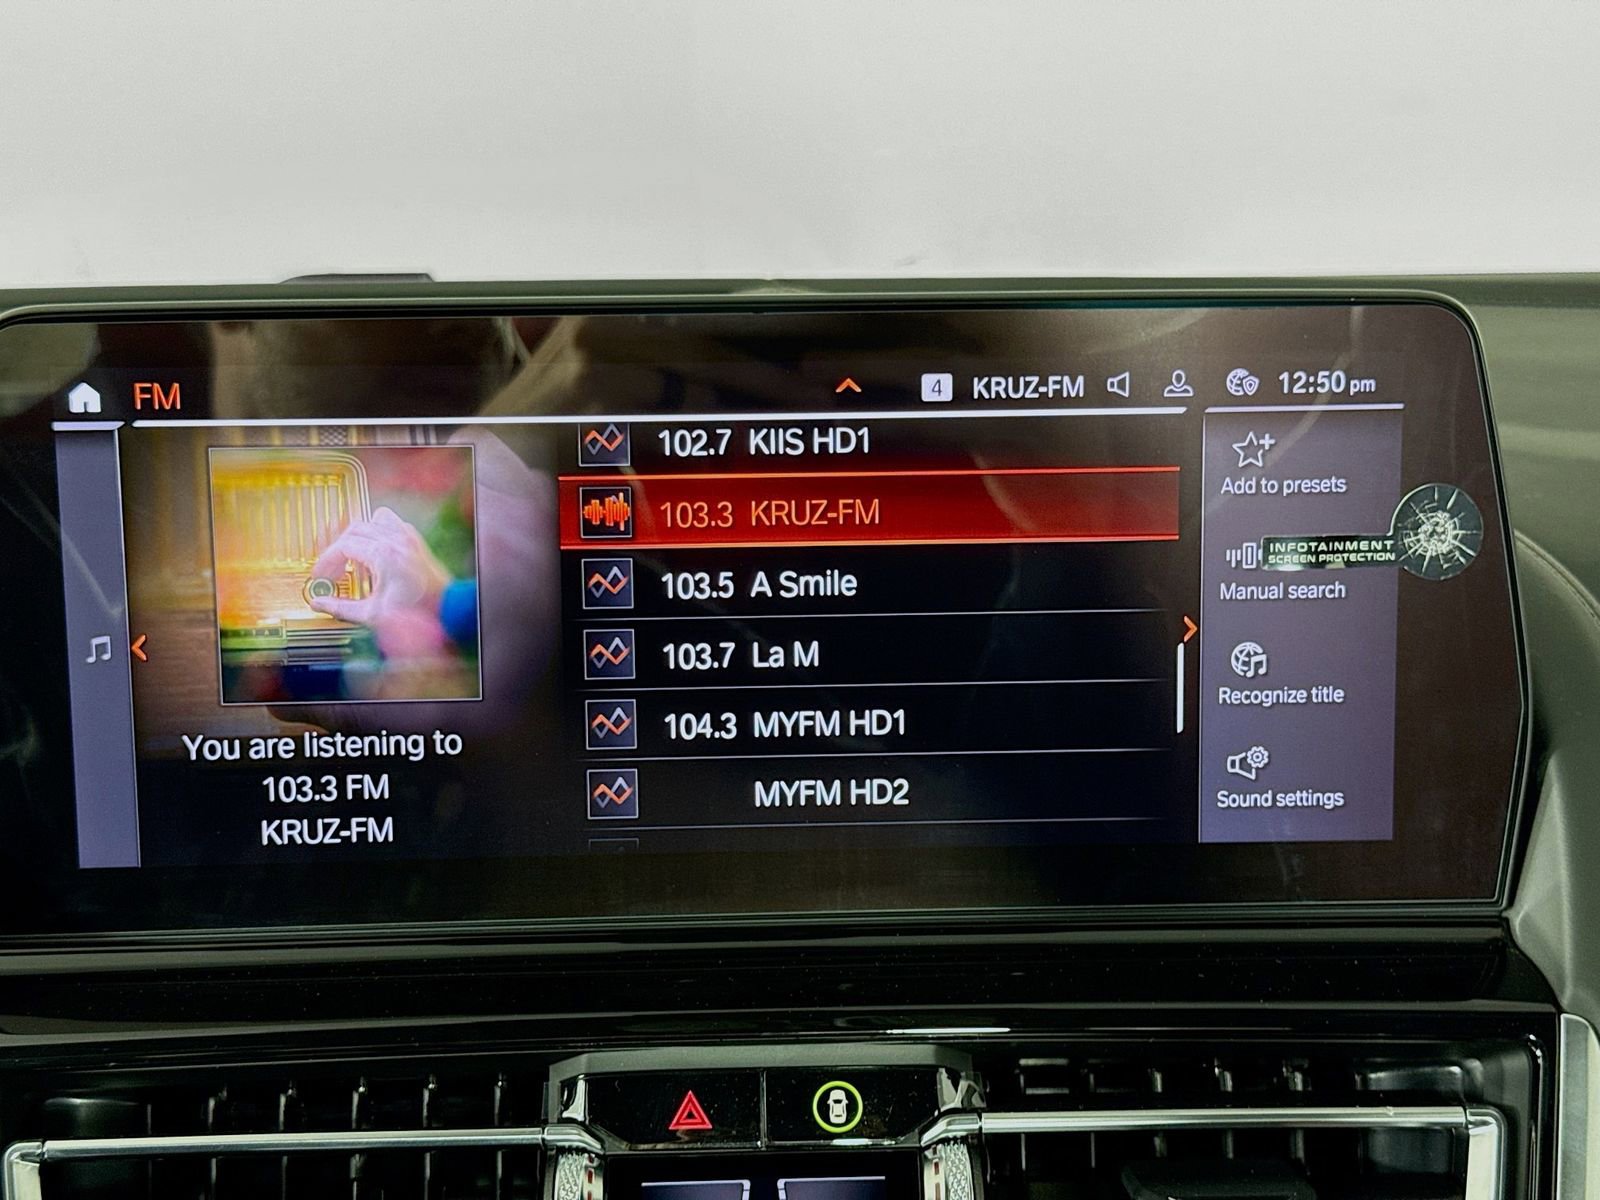 FM
4 KRUZ-FM 12:50 pm
You are listening to
103.3 FM
KRUZ-FM
102.7 KIIS HD1
103.3 KRUZ-FM
103.5 A Smile
103.7 La M
104.3 MYFM HD1
MYFM HD2
Add to presets
INFOTAINMENT
SCREEN PROTECTION
Manual search
Recognize title
Sound settings